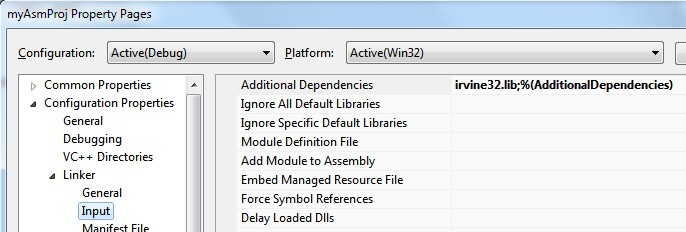 myAsmProj Property Pages
Configuration: Active(Debug) Platform: Active(Win32)
Common Properties Additional Dependencies irvine32.lib;%(AdditionalDependencies)
Configuration Properties Ignore All Default Libraries
General Ignore Specific Default Libraries
Debugging Module Definition File
VC++ Directories Add Module to Assembly
Linker Embed Managed Resource File
General Force Symbol References
Input Delay Loaded Dlls
Manifest File